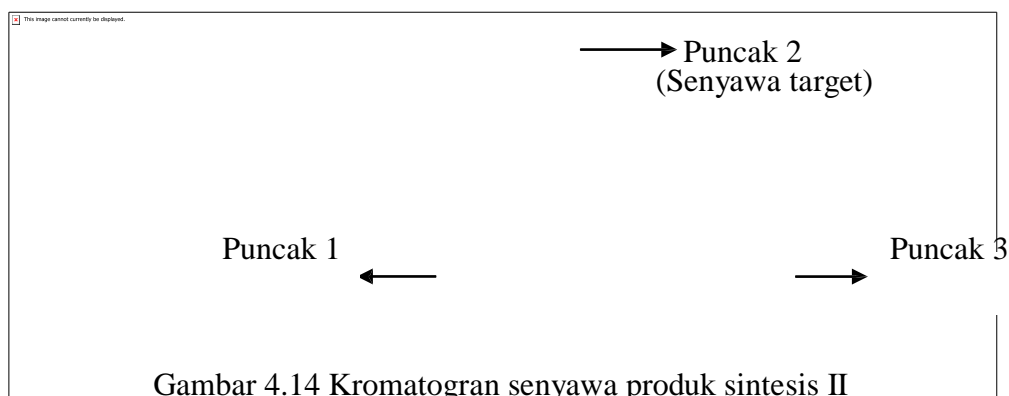 This image cannot currently be displayed.
Puncak 2
(Senyawa target)
Puncak 1
Puncak 3
Gambar 4.14 Kromatogran senyawa produk sintesis II